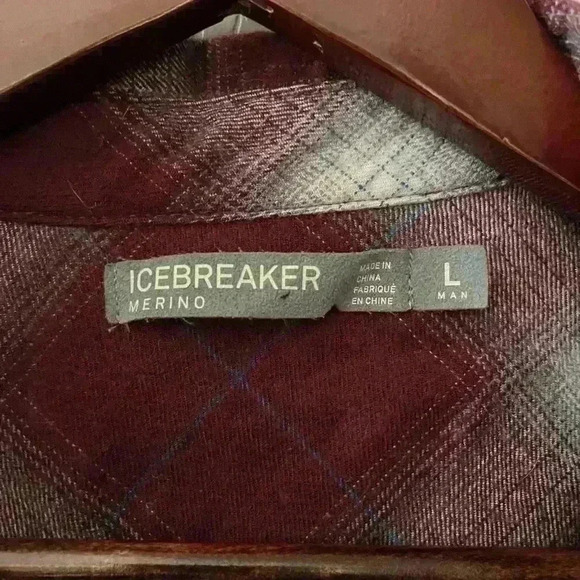 ICEBREAKER
MERINO
MADE IN
CHINA
FABRIQUÉ
EN CHINE
L
MAN